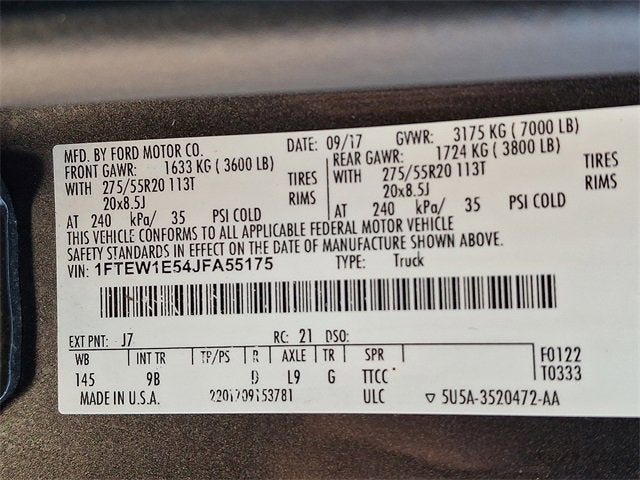 MFD. BY FORD MOTOR CO. DATE: 09/17 GVWR: 3175 KG ( 7000 LB)
FRONT GAWR: 1633 KG ( 3600 LB) REAR GAWR: 1724 KG ( 3800 LB)
WITH 275/55R20 113T TIRES WITH 275/55R20 113T TIRES
20x8.5J RIMS 20x8.5J RIMS
AT 240 kPa/ 35 PSI COLD AT 240 kPa/ 35 PSI COLD
THIS VEHICLE CONFORMS TO ALL APPLICABLE FEDERAL MOTOR VEHICLE
SAFETY STANDARDS IN EFFECT ON THE DATE OF MANUFACTURE SHOWN ABOVE.
VIN: 1FTEW1E54JFA55175 TYPE: Truck
EXT PNT: J7 RC: 21 DSO:
WB INT TR TP/PS R AXLE TR SPR F0122
145 9B D L9 G TTCC T0333
MADE IN U.S.A. 2201709153781 ULC ▽ 5U5A-3520472-AA